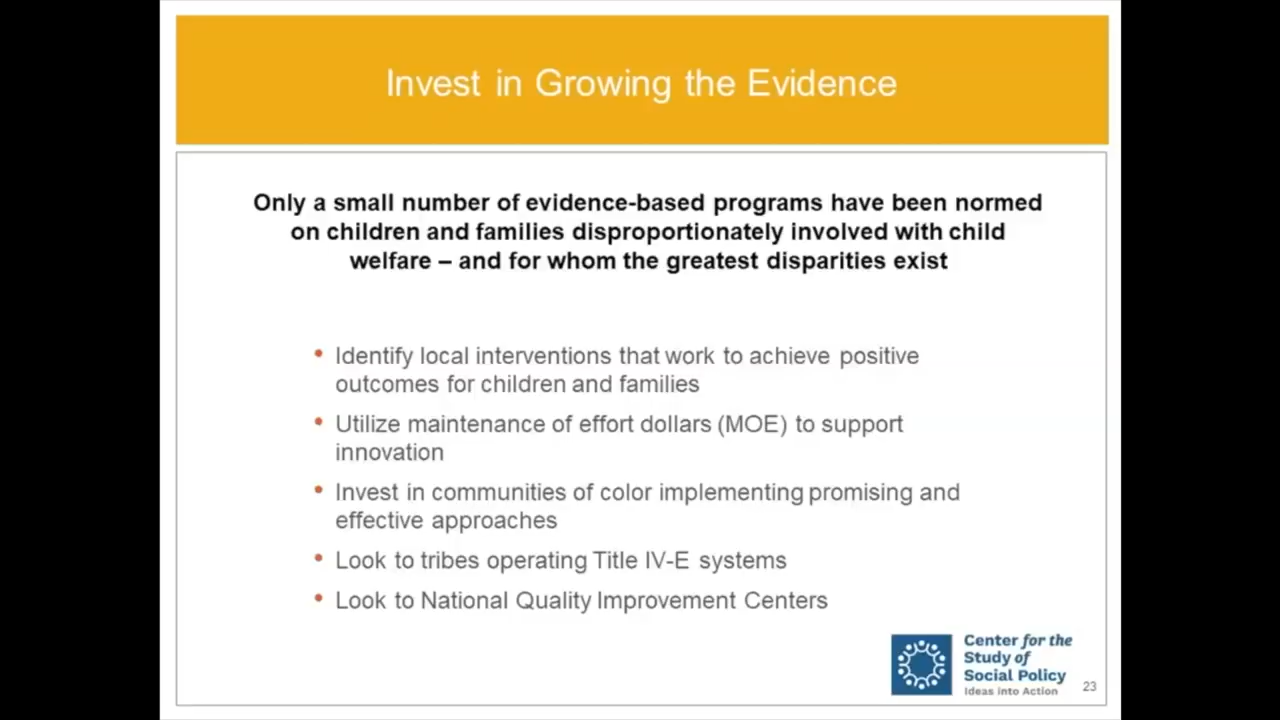 Invest in Growing the Evidence
Only a small number of evidence-based programs have been normed
on children and families disproportionately involved with child
welfare – and for whom the greatest disparities exist
• Identify local interventions that work to achieve positive
outcomes for children and families
• Utilize maintenance of effort dollars (MOE) to support
innovation
• Invest in communities of color implementing promising and
effective approaches
• Look to tribes operating Title IV-E systems
• Look to National Quality Improvement Centers
Center for the
Study of
Social Policy
Ideas into Action
23